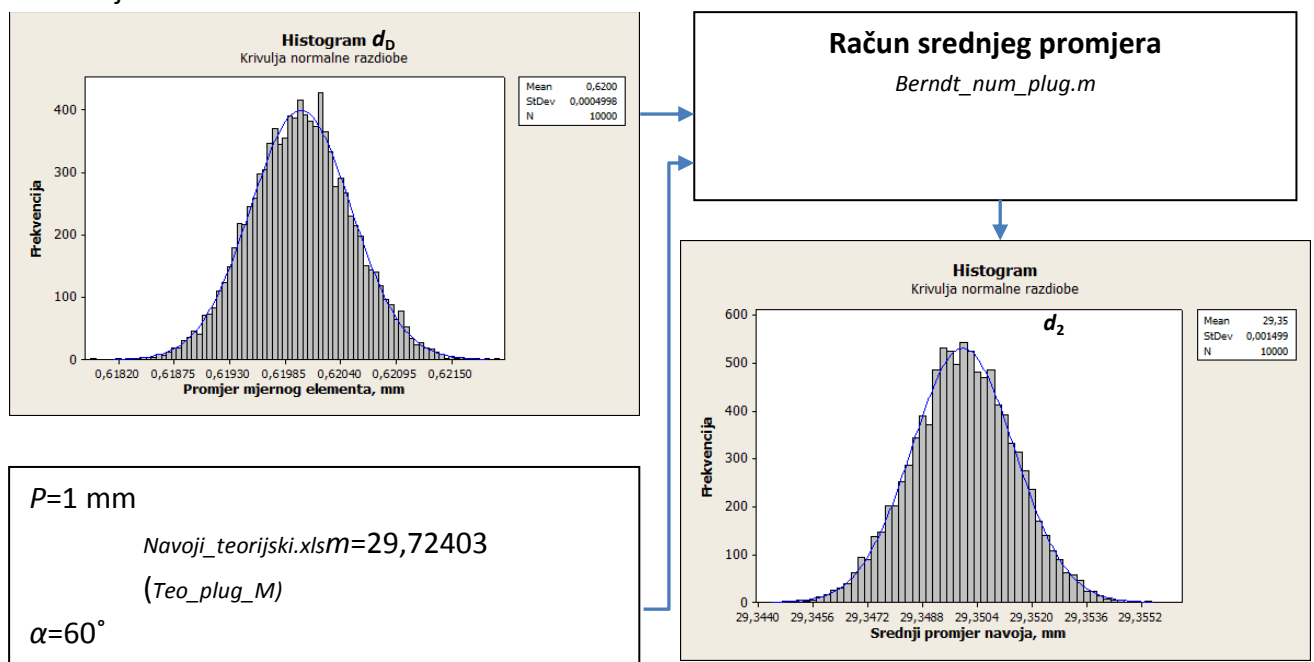 Histogram dD
Krivulja normalne razdiobe
Mean 0,6200
StDev 0,0004998
N 10000
Frekvencija
400
300
200
100
0
0,61820 0,61875 0,61930 0,61985 0,62040 0,62095 0,62150
Promjer mjernog elementa, mm
Račun srednjeg promjera
Berndt_num_plug.m
Histogram
Krivulja normalne razdiobe
d2
Mean 29,35
StDev 0,001499
N 10000
Frekvencija
600
500
400
300
200
100
0
29,3440 29,3456 29,3472 29,3488 29,3504 29,3520 29,3536 29,3552
Srednji promjer navoja, mm
P=1 mm
Navoji_teorijski.xlsm=29,72403
(Teo_plug_M)
α=60˚